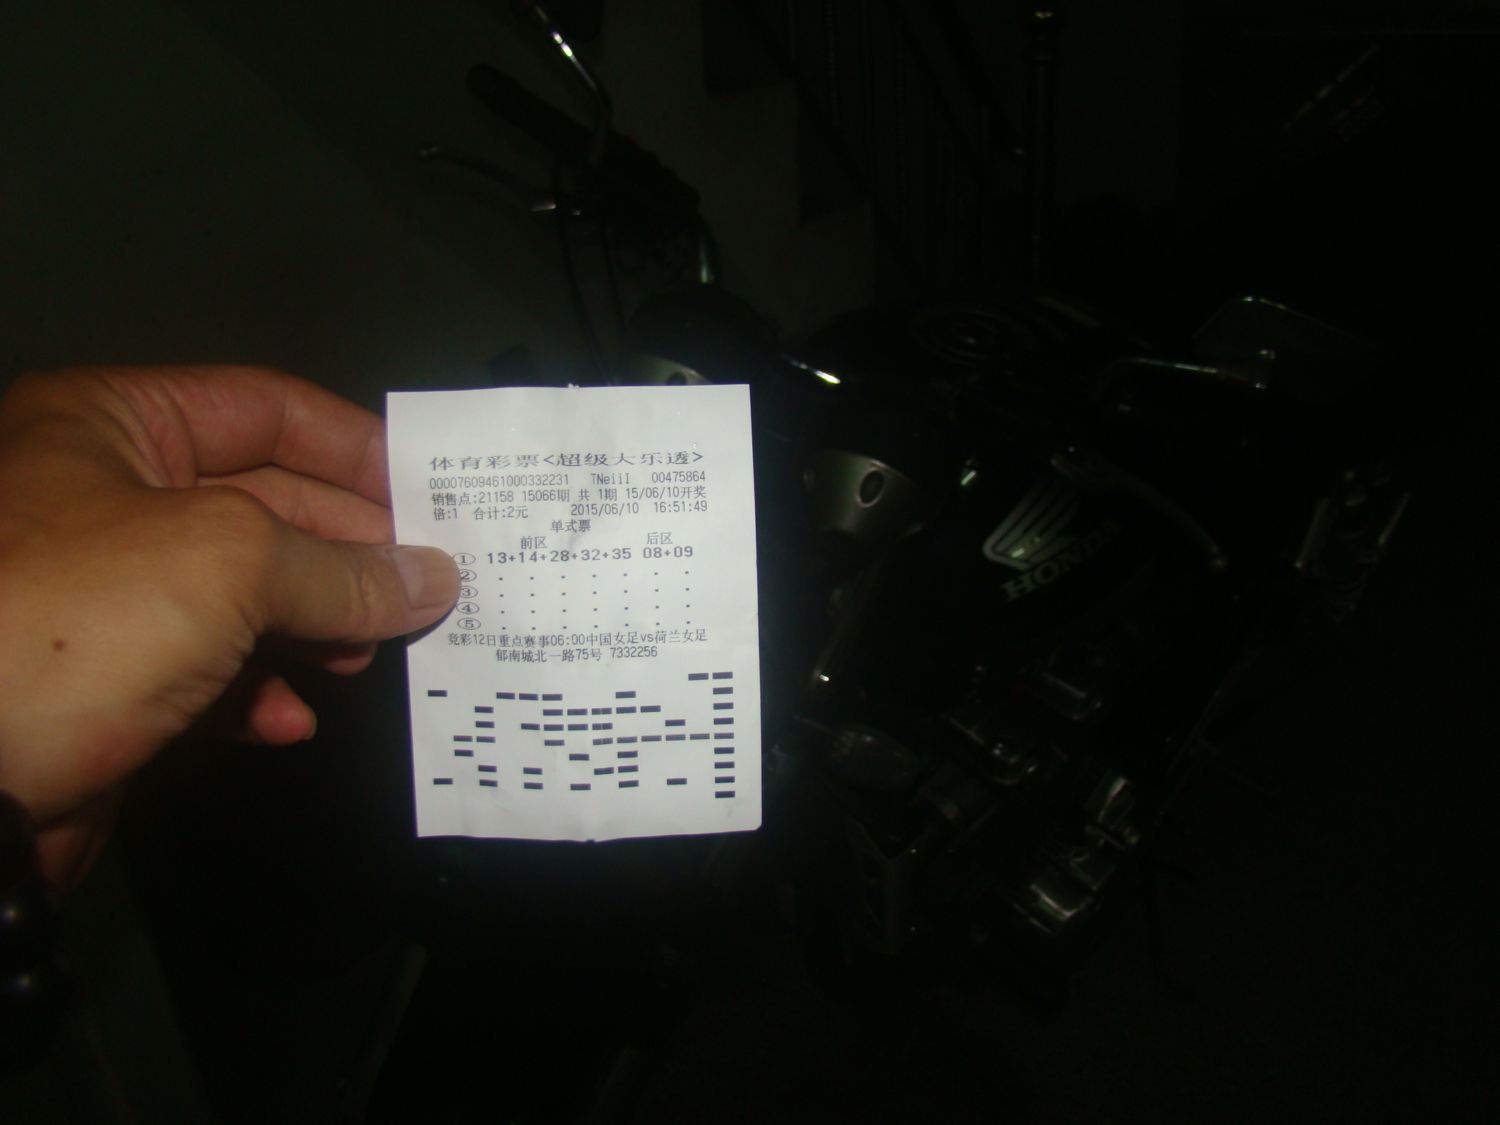 体育彩票<超级大乐透>
00007609461000332231 TNeiiI 00475864
销售点:21158 15066期 共 1期 15/06/10开奖
倍:1 合计:2元 2015/06/10 16:51:49
单式票
前区 后区
① 13+14+28+32+35 08+09
②
③
④
⑤
竞彩12日重点赛事06:00中国女足vs荷兰女足
郁南城北一路75号 7332256
HONDA